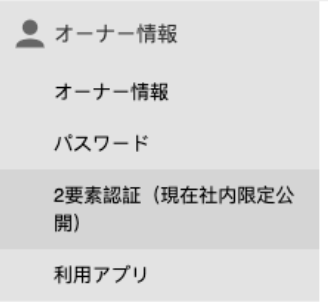 オーナー情報
オーナー情報
パスワード
2要素認証（現在社内限定公
開）
利用アプリ